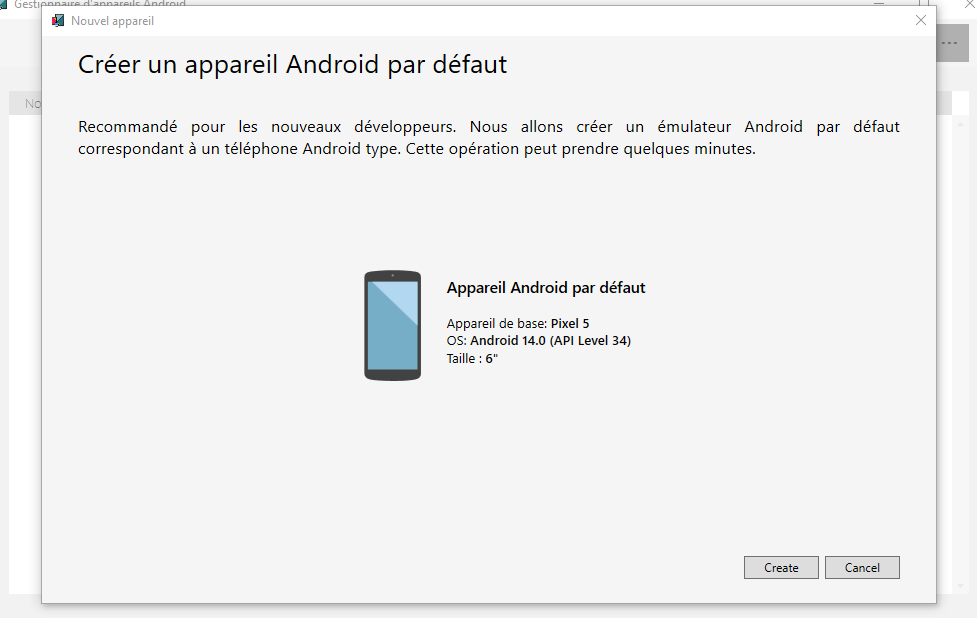 Gestionnaire d'appareils Android
Nouvel appareil
Créer un appareil Android par défaut
No
Recommandé pour les nouveaux développeurs. Nous allons créer un émulateur Android par défaut
correspondant à un téléphone Android type. Cette opération peut prendre quelques minutes.
Appareil Android par défaut
Appareil de base: Pixel 5
OS: Android 14.0 (API Level 34)
Taille : 6"
Create
Cancel